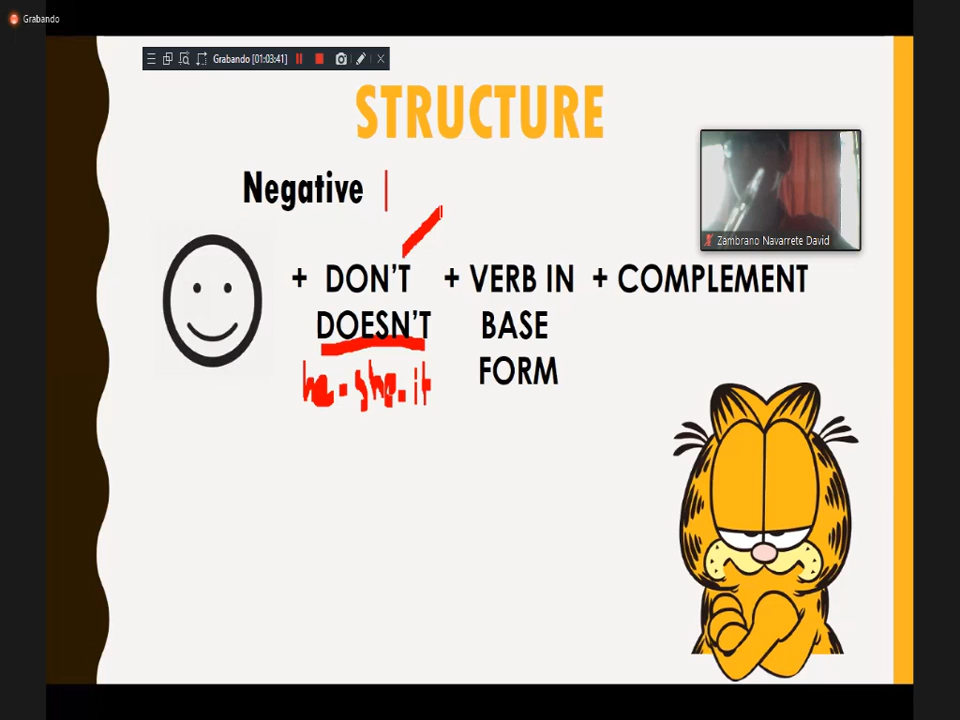 Grabando
Grabando [01:03:41]
STRUCTURE
Negative
Zambrano Navarrete David
+ DON'T + VERB IN + COMPLEMENT
DOESN'T BASE
he. she. it FORM